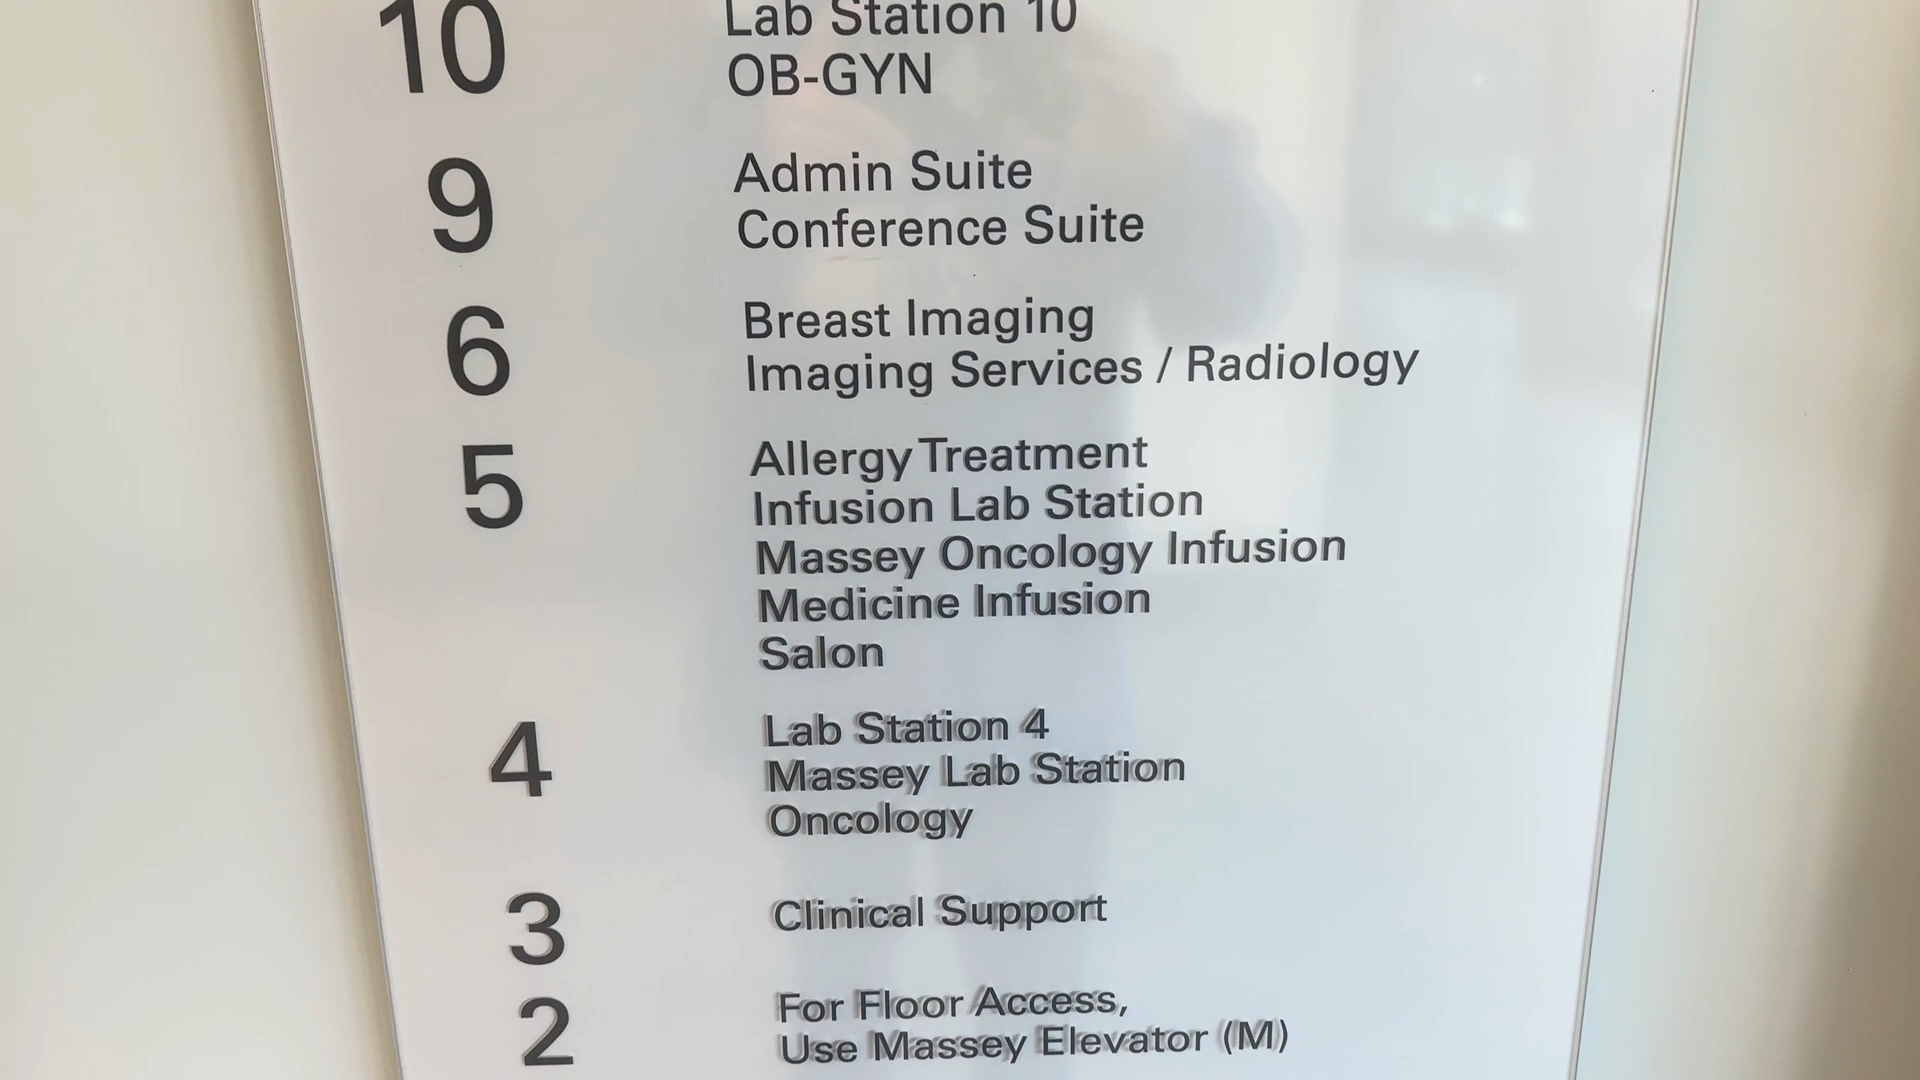 10 Lab Station 10
OB-GYN
9 Admin Suite
Conference Suite
6 Breast Imaging
Imaging Services / Radiology
5 Allergy Treatment
Infusion Lab Station
Massey Oncology Infusion
Medicine Infusion
Salon
4 Lab Station 4
Massey Lab Station
Oncology
3 Clinical Support
2 For Floor Access,
Use Massey Elevator (M)